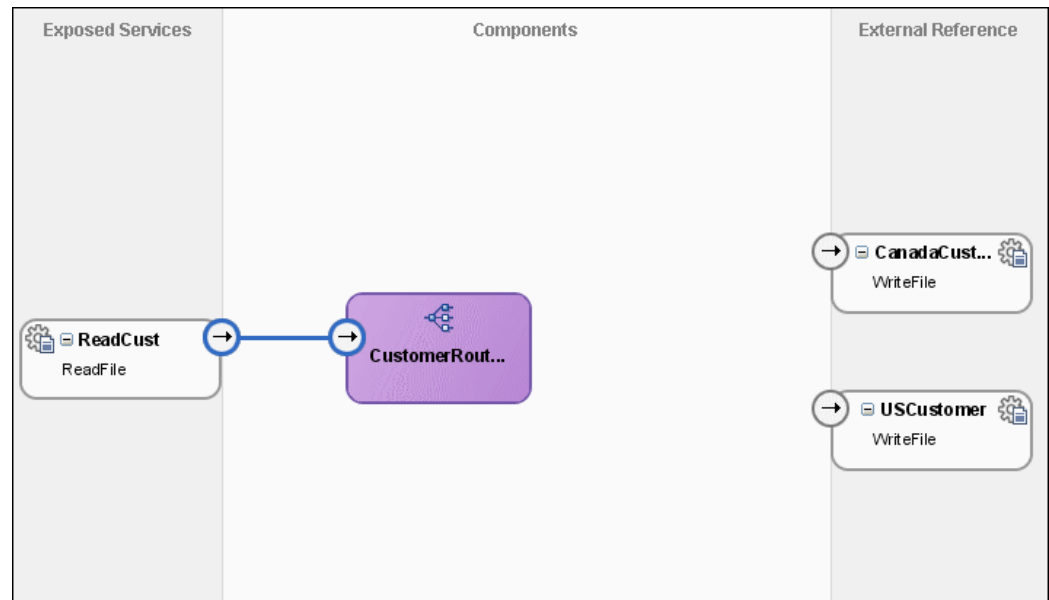 Exposed Services
Components
External Reference
CanadaCust...
WriteFile
CustomerRout...
ReadCust
ReadFile
USCustomer
WriteFile